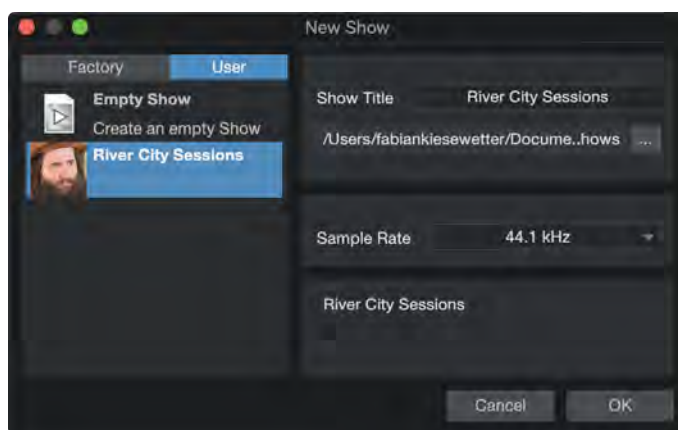 New Show
Factory
User
Empty Show
Create an empty Show
River City Sessions
Show Title
River City Sessions
/Users/fabiankiesewetter/Docume..hows
...
Sample Rate
44.1 kHz
River City Sessions
Cancel
OK